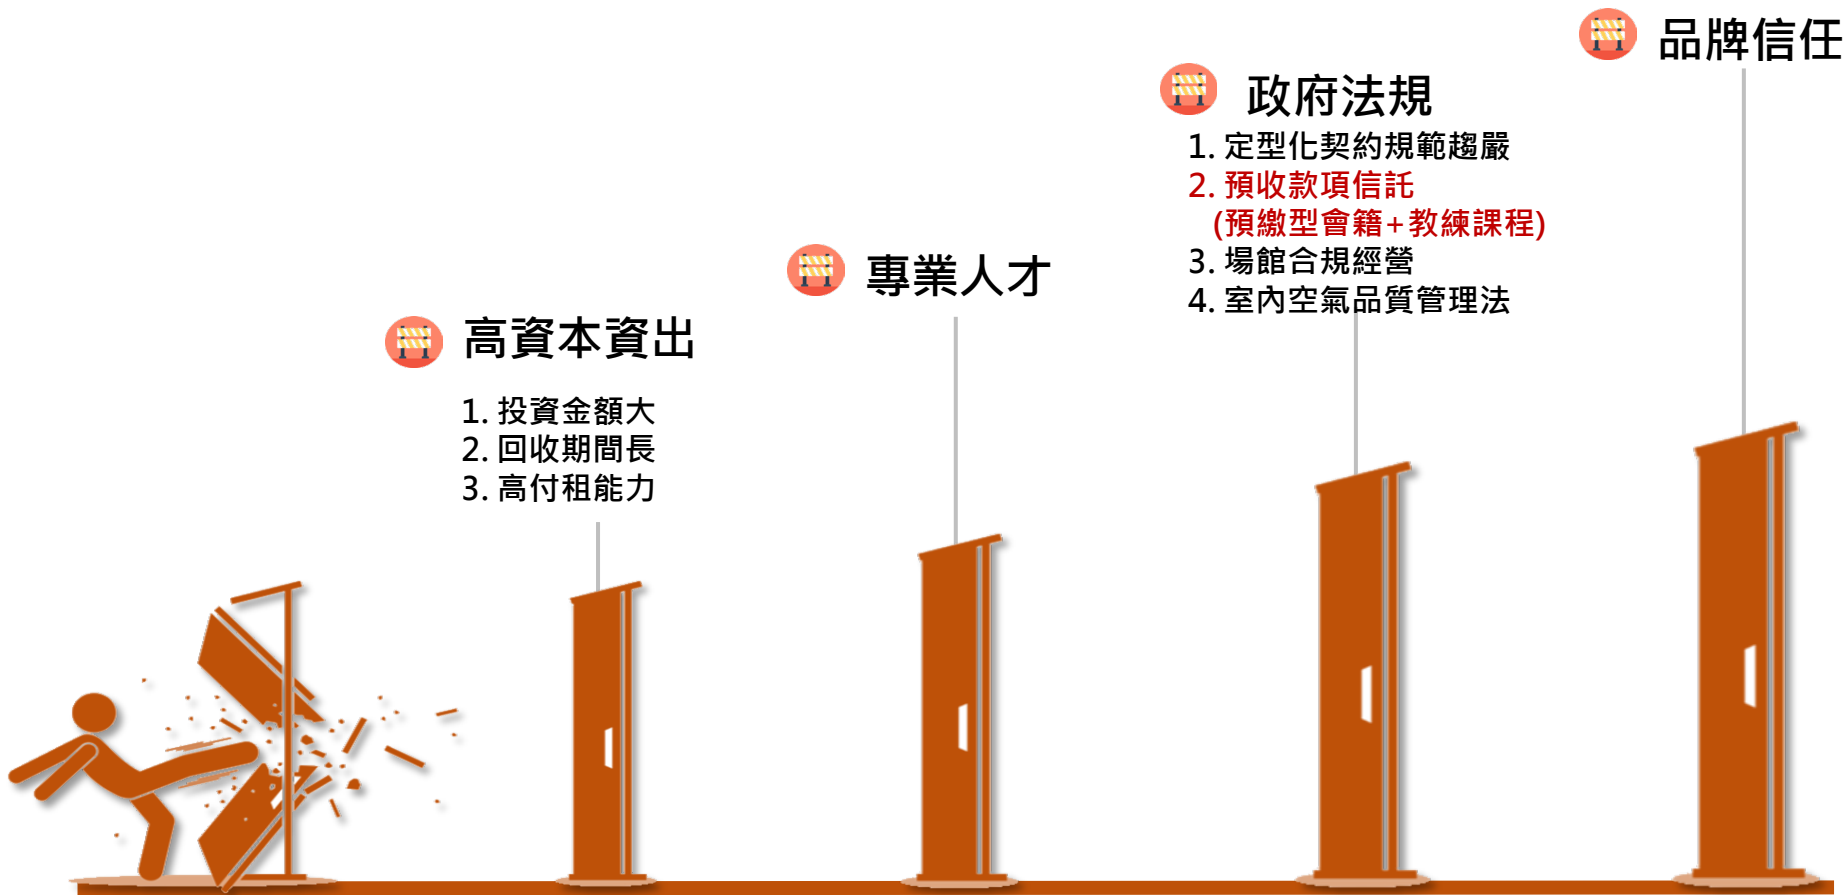 高資本資出
1. 投資金額大
2. 回收期間長
3. 高付租能力
專業人才
政府法規
1. 定型化契約規範趨嚴
2. 預收款項信託
(預繳型會籍+教練課程)
3. 場館合規經營
4. 室內空氣品質管理法
品牌信任